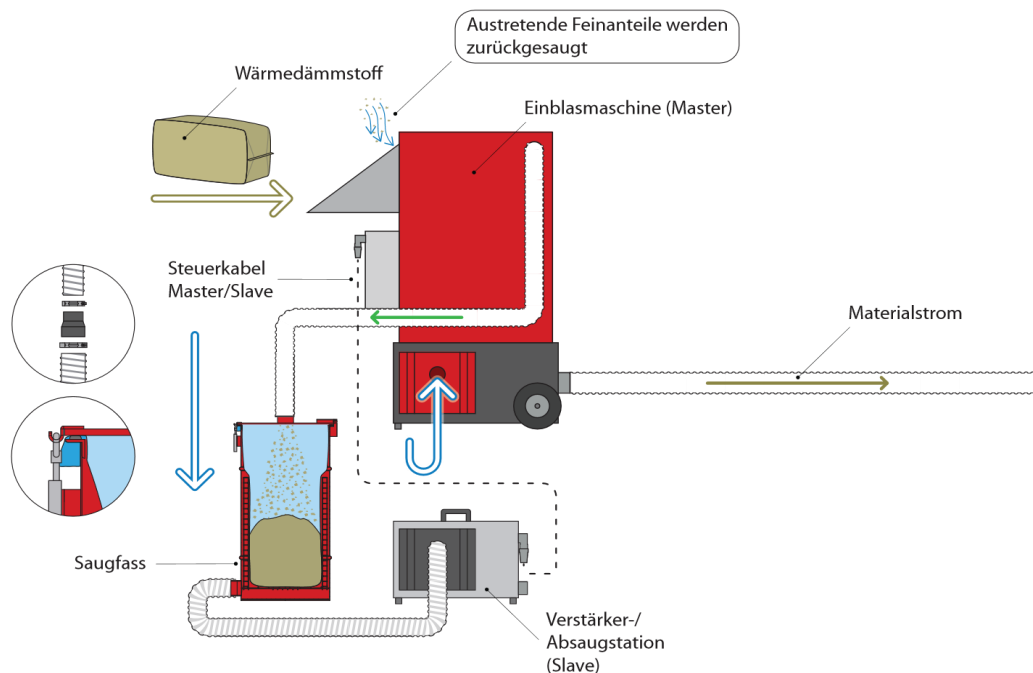 Austretende Feinanteile werden
zurückgesaugt
Wärmedämmstoff
Einblasmaschine (Master)
Steuerkabel
Master/Slave
Materialstrom
Saugfass
Verstärker-/
Absaugstation
(Slave)